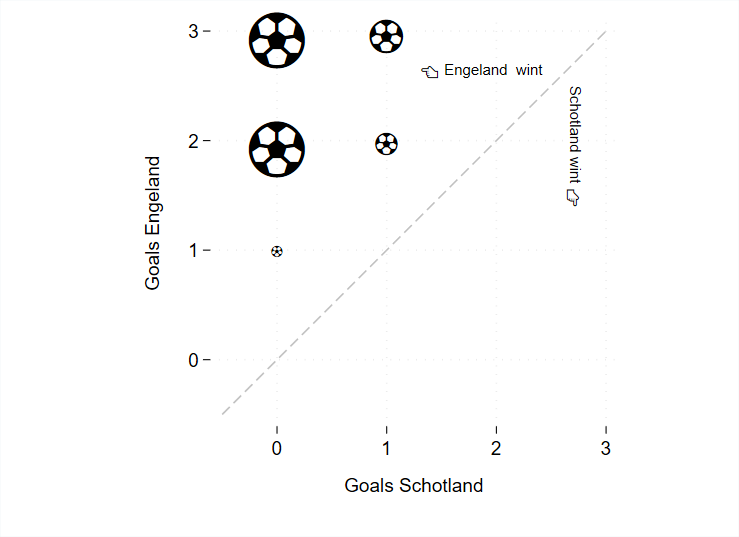 3
Engeland wint
Schotland wint
2
Goals Engeland
1
0
0 1 2 3
Goals Schotland